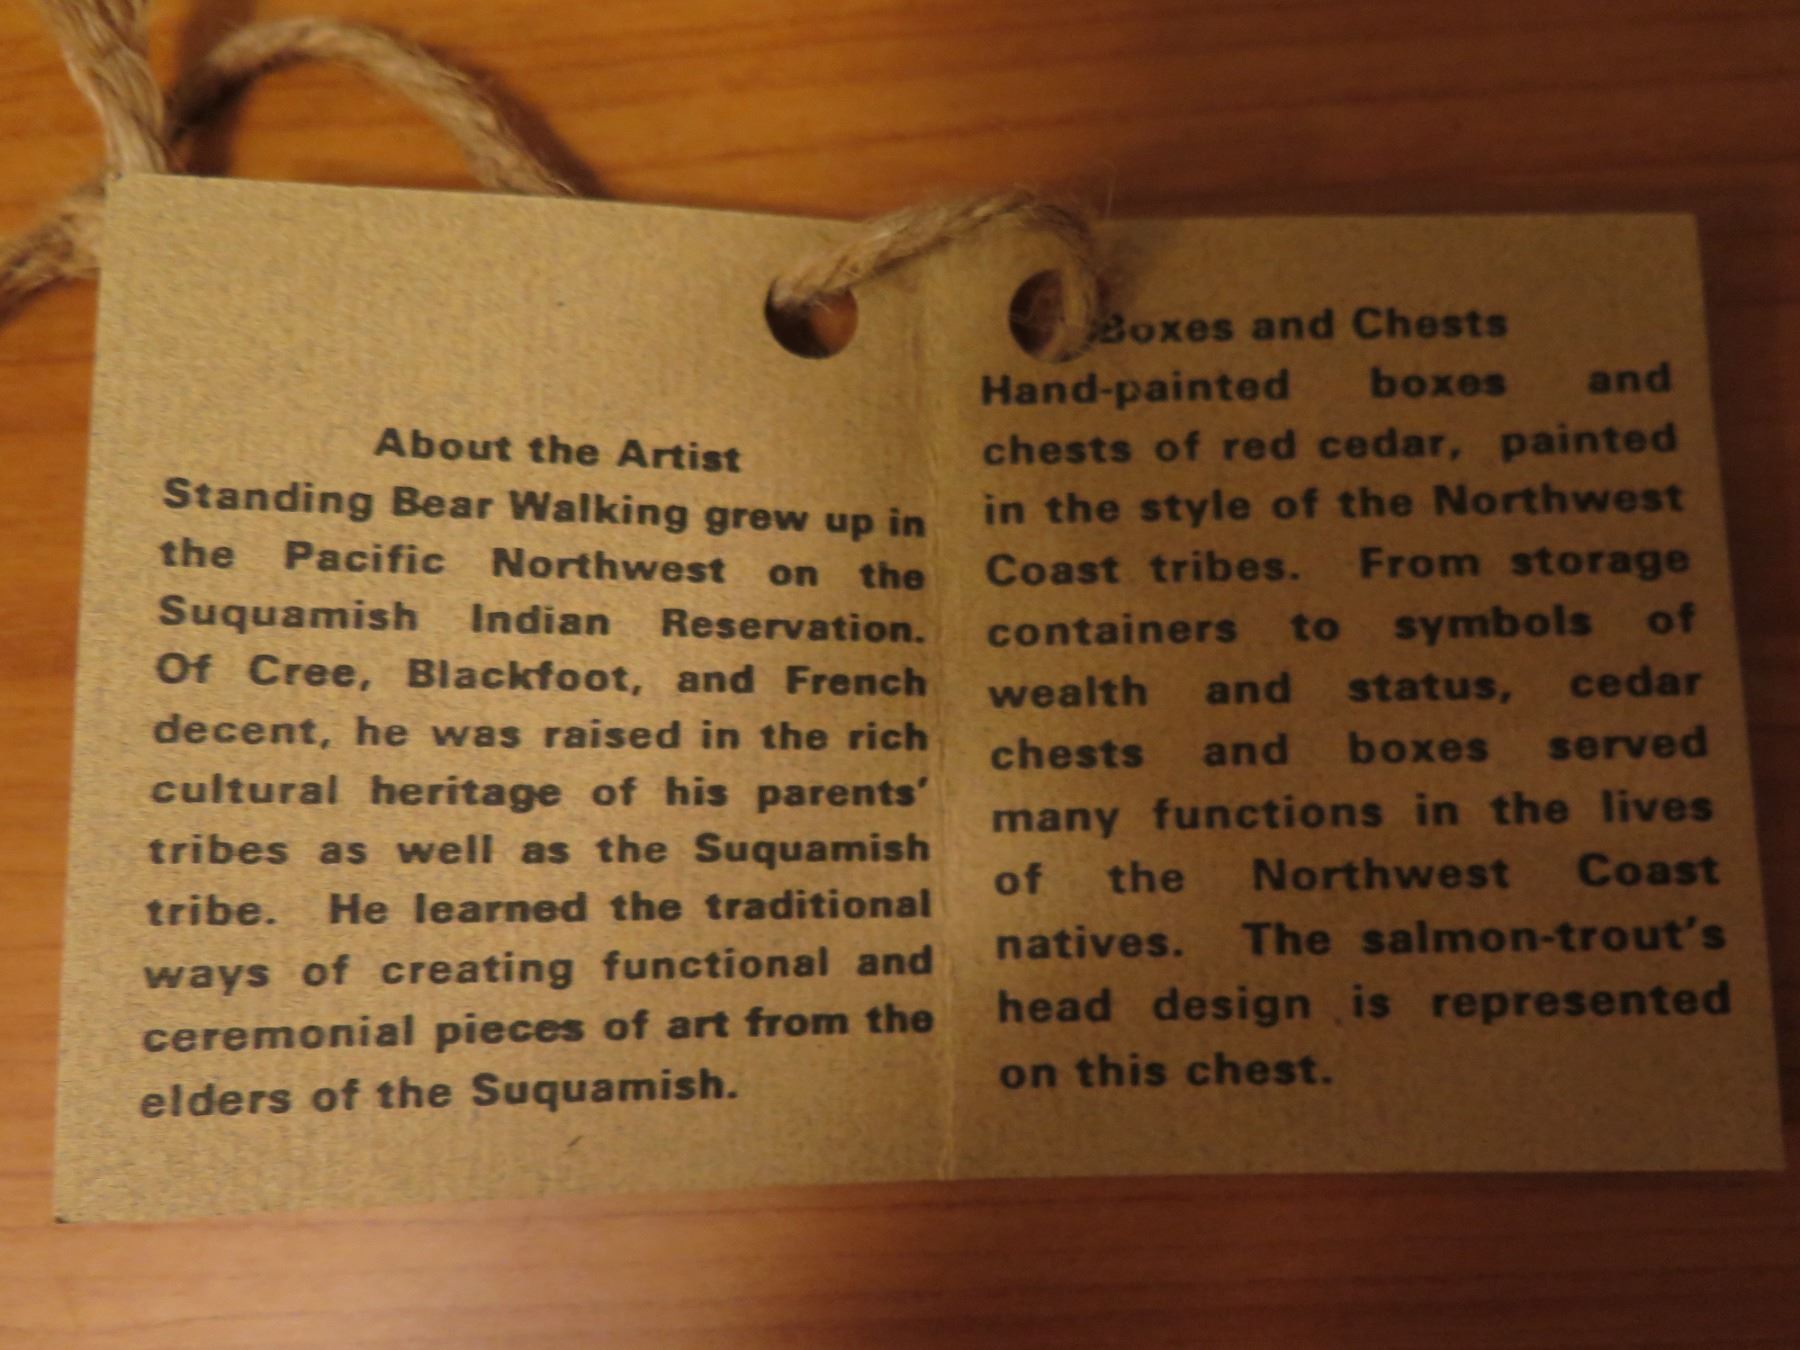 About the Artist
Standing Bear Walking grew up in
the Pacific Northwest on the
Suquamish Indian Reservation.
Of Cree, Blackfoot, and French
decent, he was raised in the rich
cultural heritage of his parents'
tribes as well as the Suquamish
tribe. He learned the traditional
ways of creating functional and
ceremonial pieces of art from the
elders of the Suquamish.
Boxes and Chests
Hand-painted boxes and
chests of red cedar, painted
in the style of the Northwest
Coast tribes. From storage
containers to symbols of
wealth and status, cedar
chests and boxes served
many functions in the lives
of the Northwest Coast
natives. The salmon-trout's
head design is represented
on this chest.